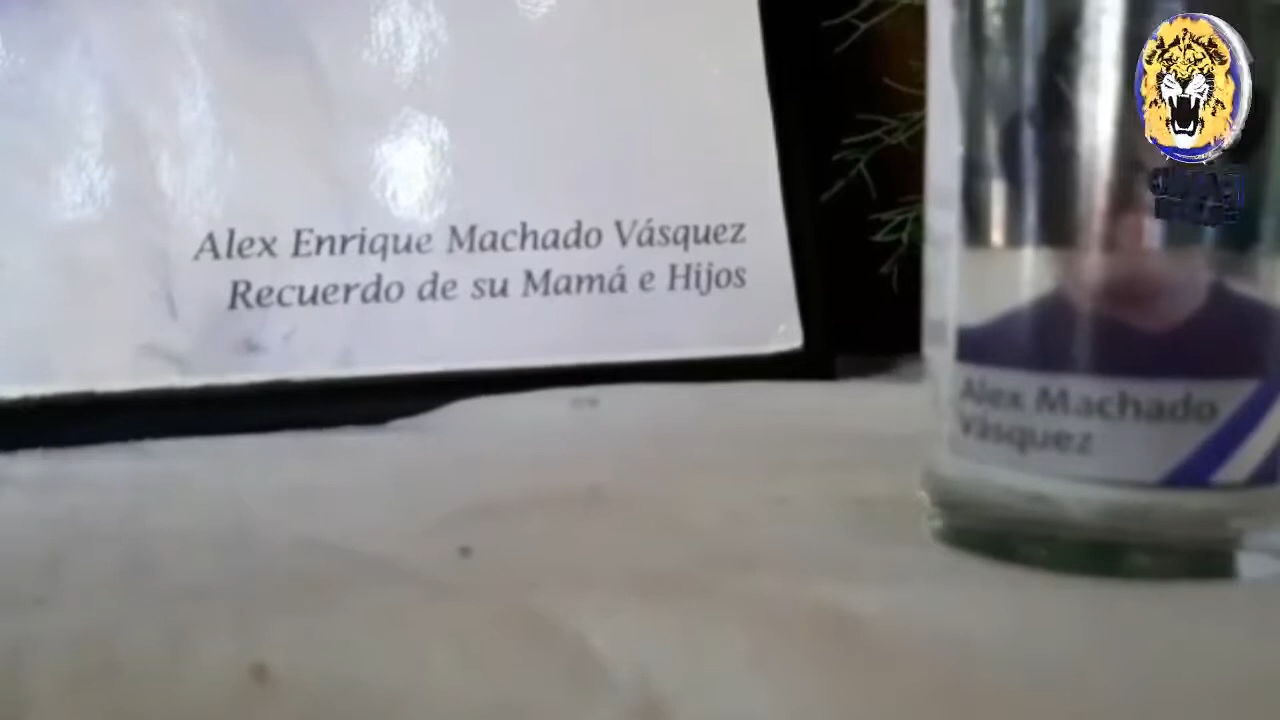 Alex Enrique Machado Vásquez
Recuerdo de su Mamá e Hijos
Alex Machado
Vásquez